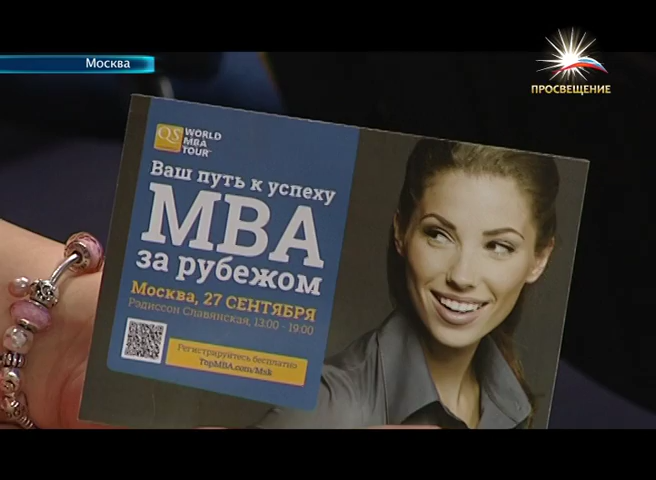 Москва
ПРОСВЕЩЕНИЕ
QS WORLD
MBA
TOUR
Ваш путь к успеху
MBA
за рубежом
Москва, 27 СЕНТЯБРЯ
Рэдиссон Славянская, 13:00 - 19:00
Регистрируйтесь бесплатно
TopMBA.com/Msk